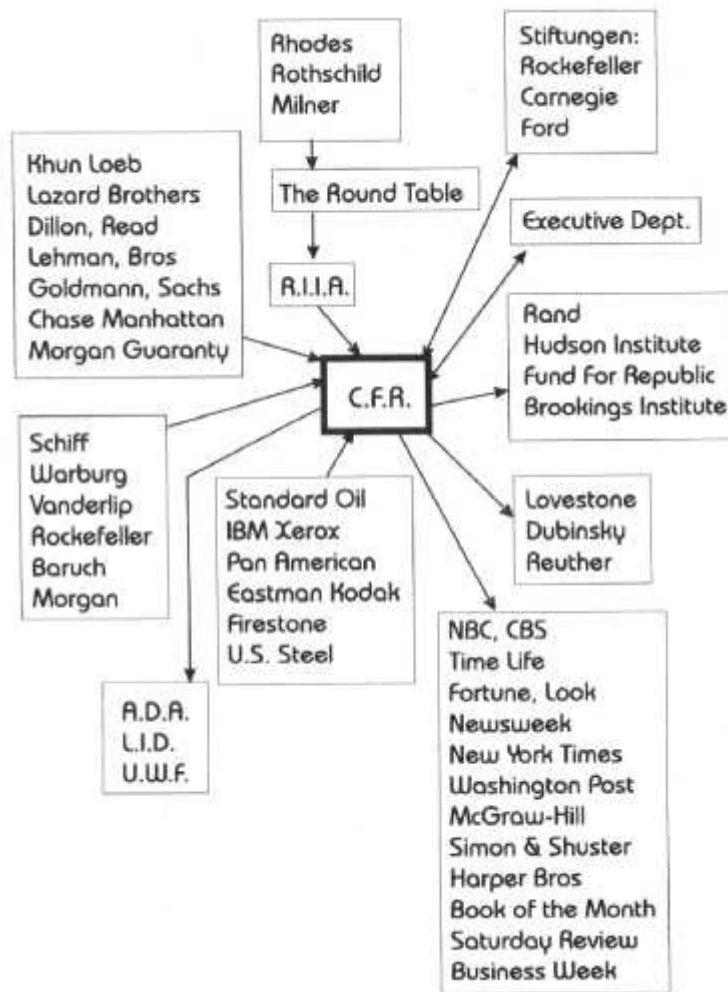 Rhodes
Rothschild
Milner
Stiftungen:
Rockefeller
Carnegie
Ford
Khun Loeb
Lazard Brothers
Dillon, Read
Lehman, Bros
Goldmann, Sachs
Chase Manhattan
Morgan Guaranty
The Round Table
Executive Dept.
R.I.I.A.
Rand
Hudson Institute
Fund For Republic
Brookings Institute
C.F.R.
Schiff
Warburg
Vanderlip
Rockefeller
Baruch
Morgan
Standard Oil
IBM Xerox
Pan American
Eastman Kodak
Firestone
U.S. Steel
Lovestone
Dubinsky
Reuther
A.D.A.
L.I.D.
U.W.F.
NBC, CBS
Time Life
Fortune, Look
Newsweek
New York Times
Washington Post
McGraw-Hill
Simon & Shuster
Harper Bros
Book of the Month
Saturday Review
Business Week